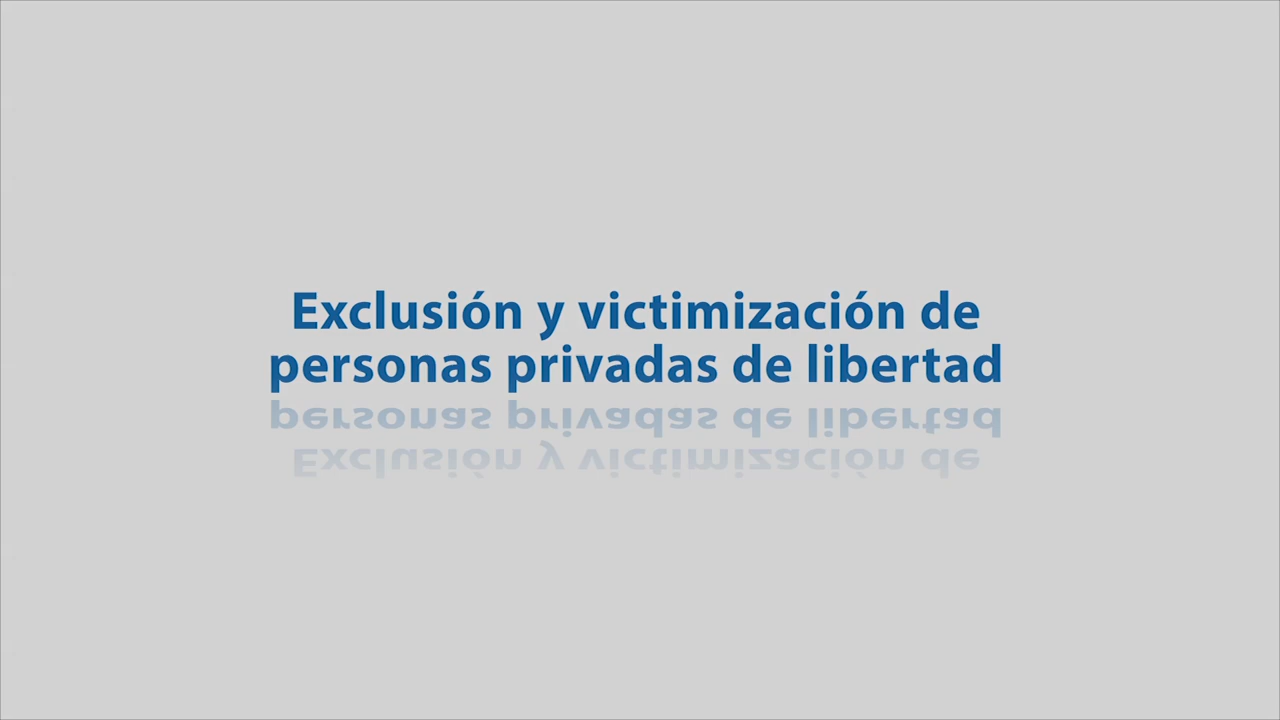 Exclusión y victimización de
personas privadas de libertad